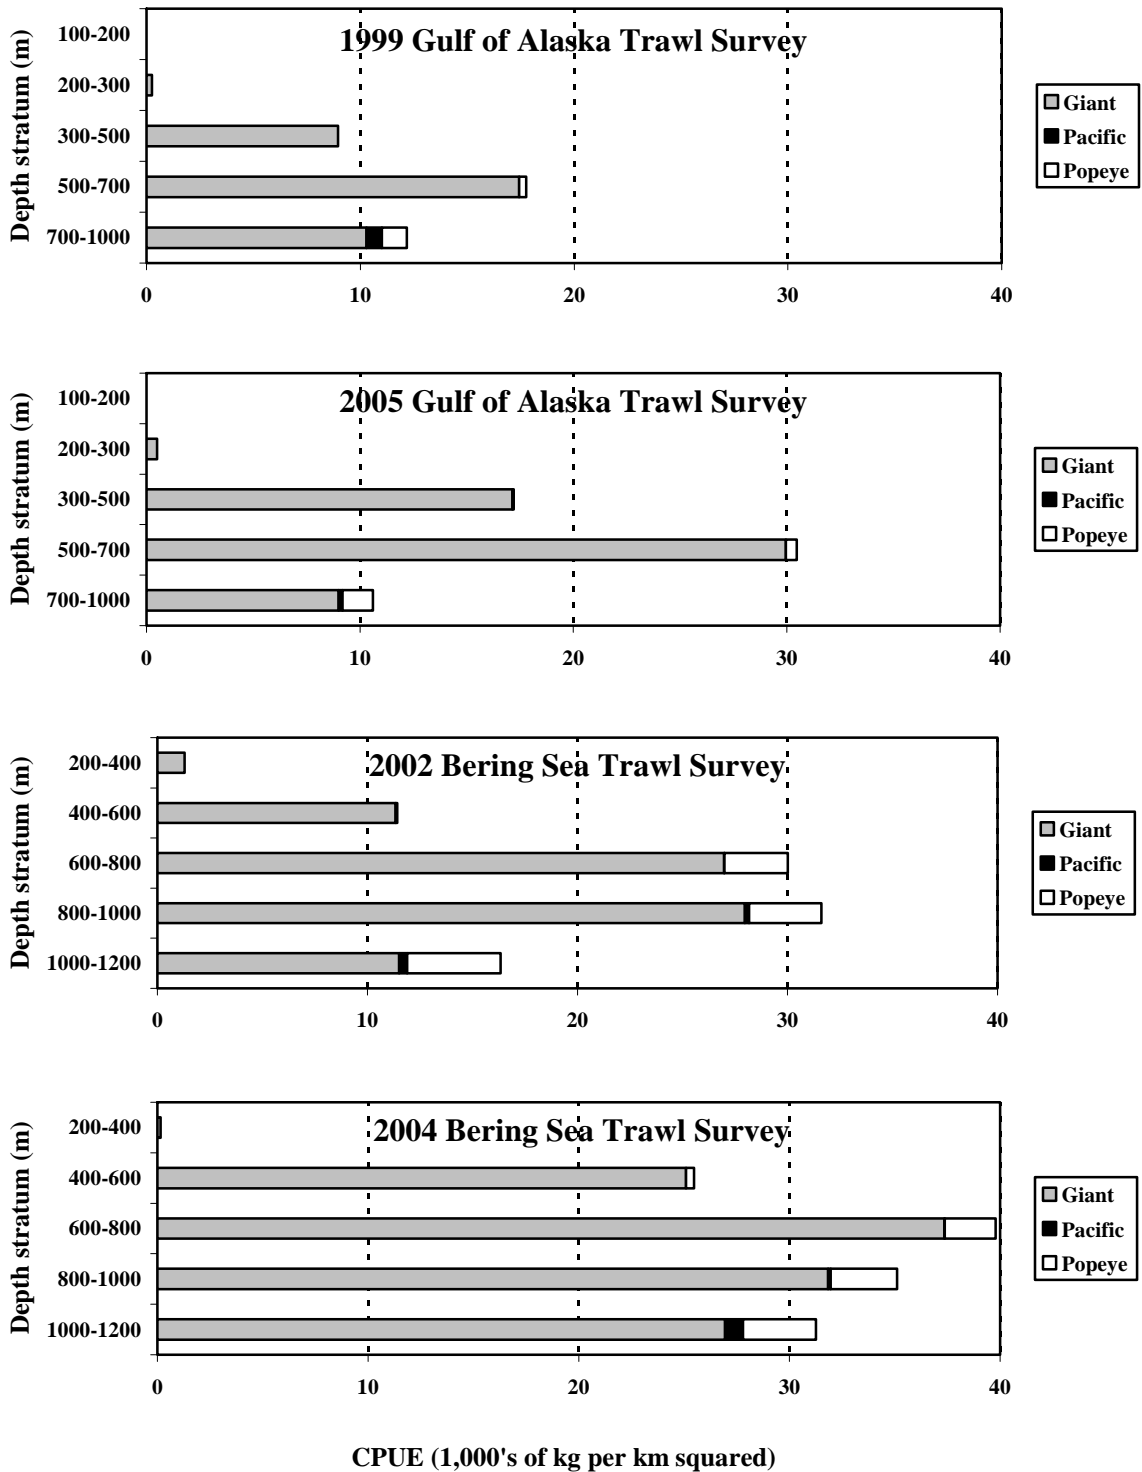 1999 Gulf of Alaska Trawl Survey
Depth stratum (m)
100-200
200-300
300-500
500-700
700-1000
0 10 20 30 40
Giant
Pacific
Popeye
2005 Gulf of Alaska Trawl Survey
Depth stratum (m)
100-200
200-300
300-500
500-700
700-1000
0 10 20 30 40
Giant
Pacific
Popeye
2002 Bering Sea Trawl Survey
Depth stratum (m)
200-400
400-600
600-800
800-1000
1000-1200
0 10 20 30 40
Giant
Pacific
Popeye
2004 Bering Sea Trawl Survey
Depth stratum (m)
200-400
400-600
600-800
800-1000
1000-1200
0 10 20 30 40
Giant
Pacific
Popeye
CPUE (1,000's of kg per km squared)